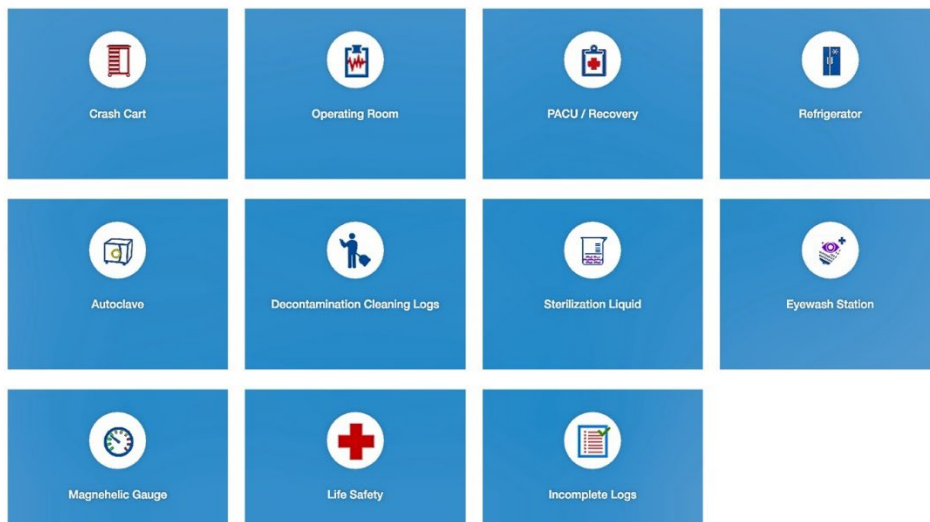 Crash Cart
Operating Room
PACU / Recovery
Refrigerator
Autoclave
Decontamination Cleaning Logs
Sterilization Liquid
Eyewash Station
Magnehelic Gauge
Life Safety
Incomplete Logs